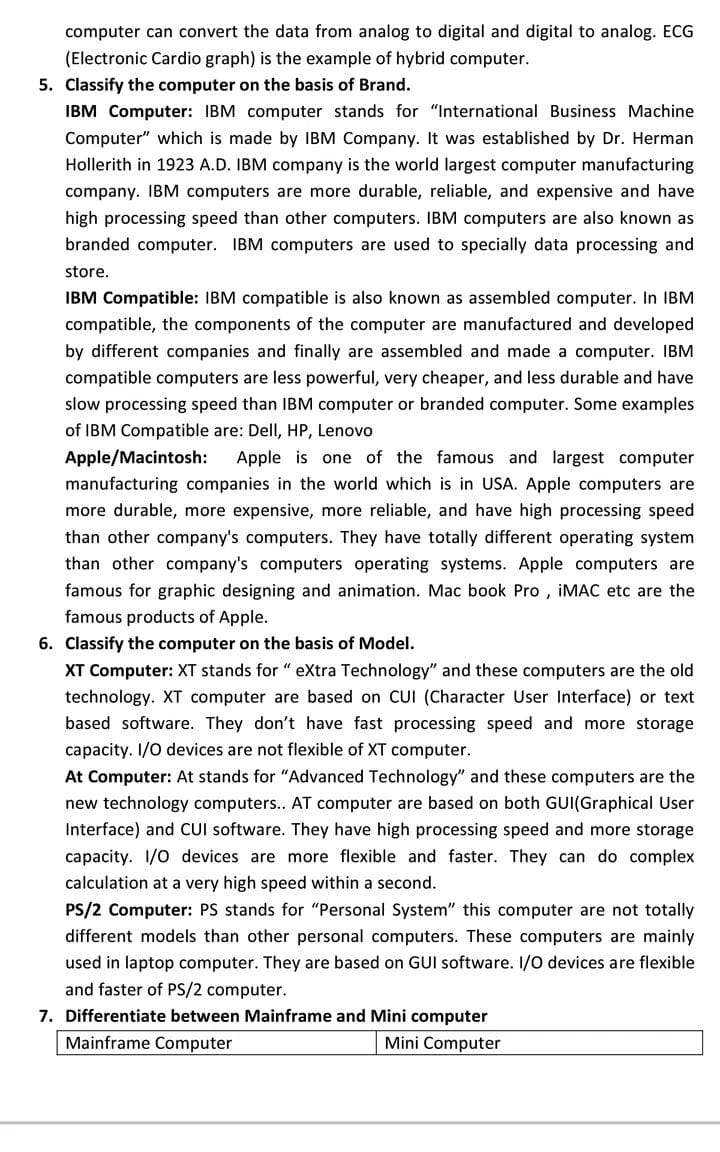 computer can convert the data from analog to digital and digital to analog. ECG
(Electronic Cardio graph) is the example of hybrid computer.
5. Classify the computer on the basis of Brand.
IBM Computer: IBM computer stands for “International Business Machine
Computer” which is made by IBM Company. It was established by Dr. Herman
Hollerith in 1923 A.D. IBM company is the world largest computer manufacturing
company. IBM computers are more durable, reliable, and expensive and have
high processing speed than other computers. IBM computers are also known as
branded computer. IBM computers are used to specially data processing and
store.
IBM Compatible: IBM compatible is also known as assembled computer. In IBM
compatible, the components of the computer are manufactured and developed
by different companies and finally are assembled and made a computer. IBM
compatible computers are less powerful, very cheaper, and less durable and have
slow processing speed than IBM computer or branded computer. Some examples
of IBM Compatible are: Dell, HP, Lenovo
Apple/Macintosh: Apple is one of the famous and largest computer
manufacturing companies in the world which is in USA. Apple computers are
more durable, more expensive, more reliable, and have high processing speed
than other company's computers. They have totally different operating system
than other company's computers operating systems. Apple computers are
famous for graphic designing and animation. Mac book Pro , iMAC etc are the
famous products of Apple.
6. Classify the computer on the basis of Model.
XT Computer: XT stands for “ eXtra Technology” and these computers are the old
technology. XT computer are based on CUI (Character User Interface) or text
based software. They don’t have fast processing speed and more storage
capacity. I/O devices are not flexible of XT computer.
At Computer: At stands for “Advanced Technology” and these computers are the
new technology computers.. AT computer are based on both GUI(Graphical User
Interface) and CUI software. They have high processing speed and more storage
capacity. I/O devices are more flexible and faster. They can do complex
calculation at a very high speed within a second.
PS/2 Computer: PS stands for “Personal System” this computer are not totally
different models than other personal computers. These computers are mainly
used in laptop computer. They are based on GUI software. I/O devices are flexible
and faster of PS/2 computer.
7. Differentiate between Mainframe and Mini computer
Mainframe Computer Mini Computer